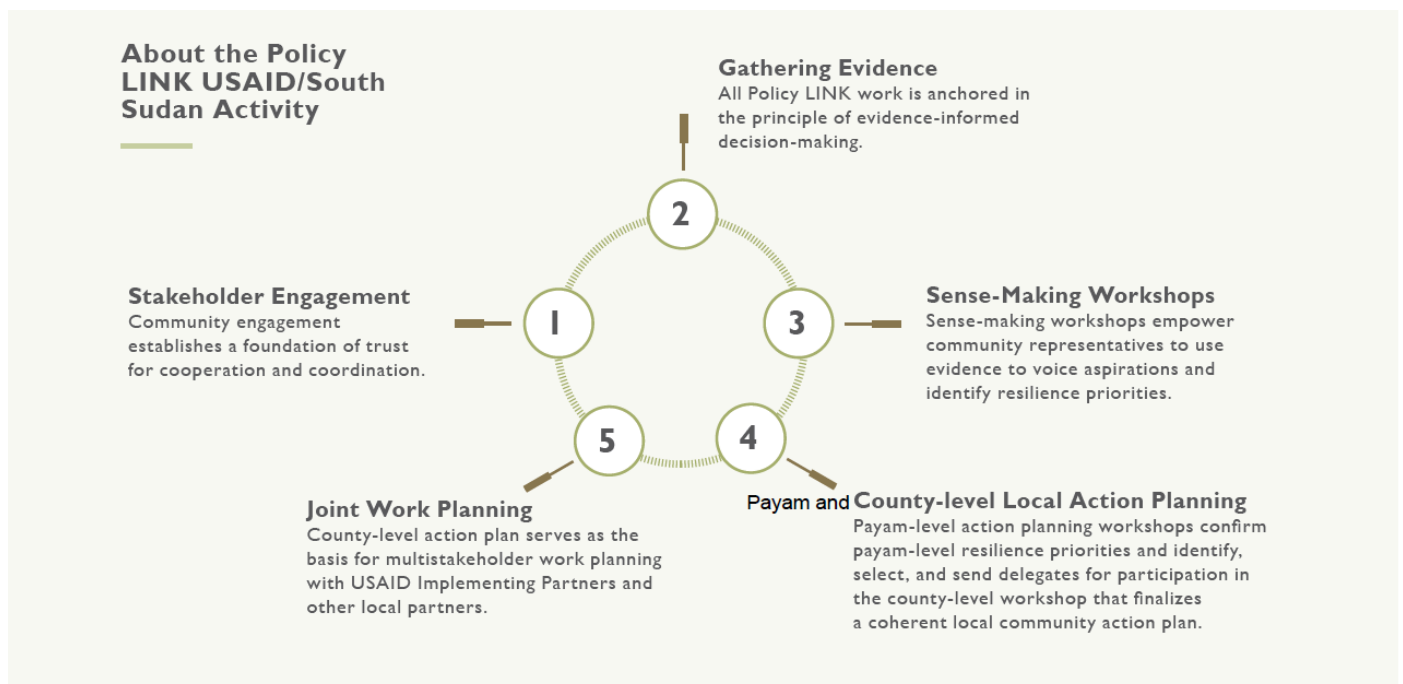 About the Policy
LINK USAID/South
Sudan Activity
Gathering Evidence
All Policy LINK work is anchored in
the principle of evidence-informed
decision-making.
2
Stakeholder Engagement
Community engagement
establishes a foundation of trust
for cooperation and coordination.
1
3
Sense-Making Workshops
Sense-making workshops empower
community representatives to use
evidence to voice aspirations and
identify resilience priorities.
5
4
Joint Work Planning
County-level action plan serves as the
basis for multistakeholder work planning
with USAID Implementing Partners and
other local partners.
Payam and County-level Local Action Planning
Payam-level action planning workshops confirm
payam-level resilience priorities and identify,
select, and send delegates for participation in
the county-level workshop that finalizes
a coherent local community action plan.